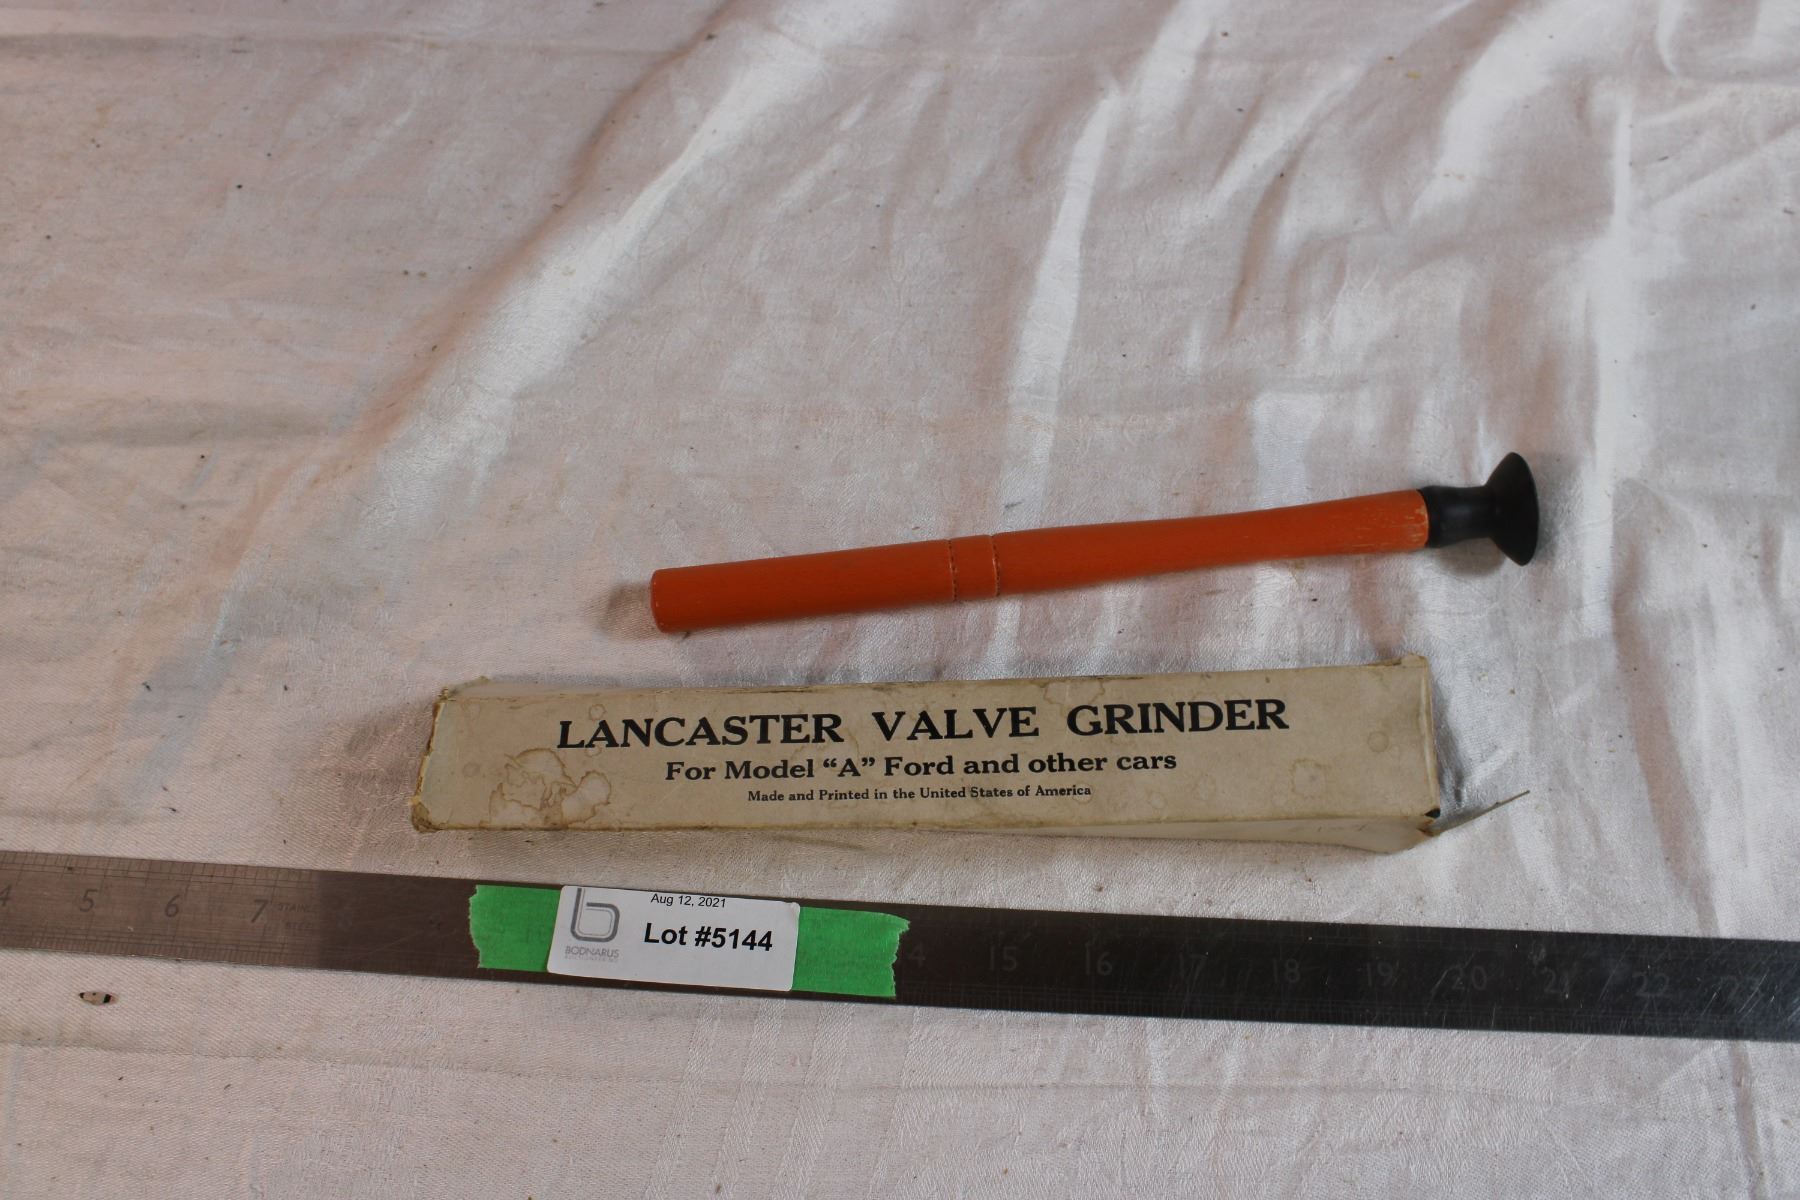 LANCASTER VALVE GRINDER
For Model “A” Ford and other cars
Made and Printed in the United States of America
4 5 6 7
Aug 12, 2021
Lot #5144
BODNARUS
15 16 17 18 19 20 21 22 23